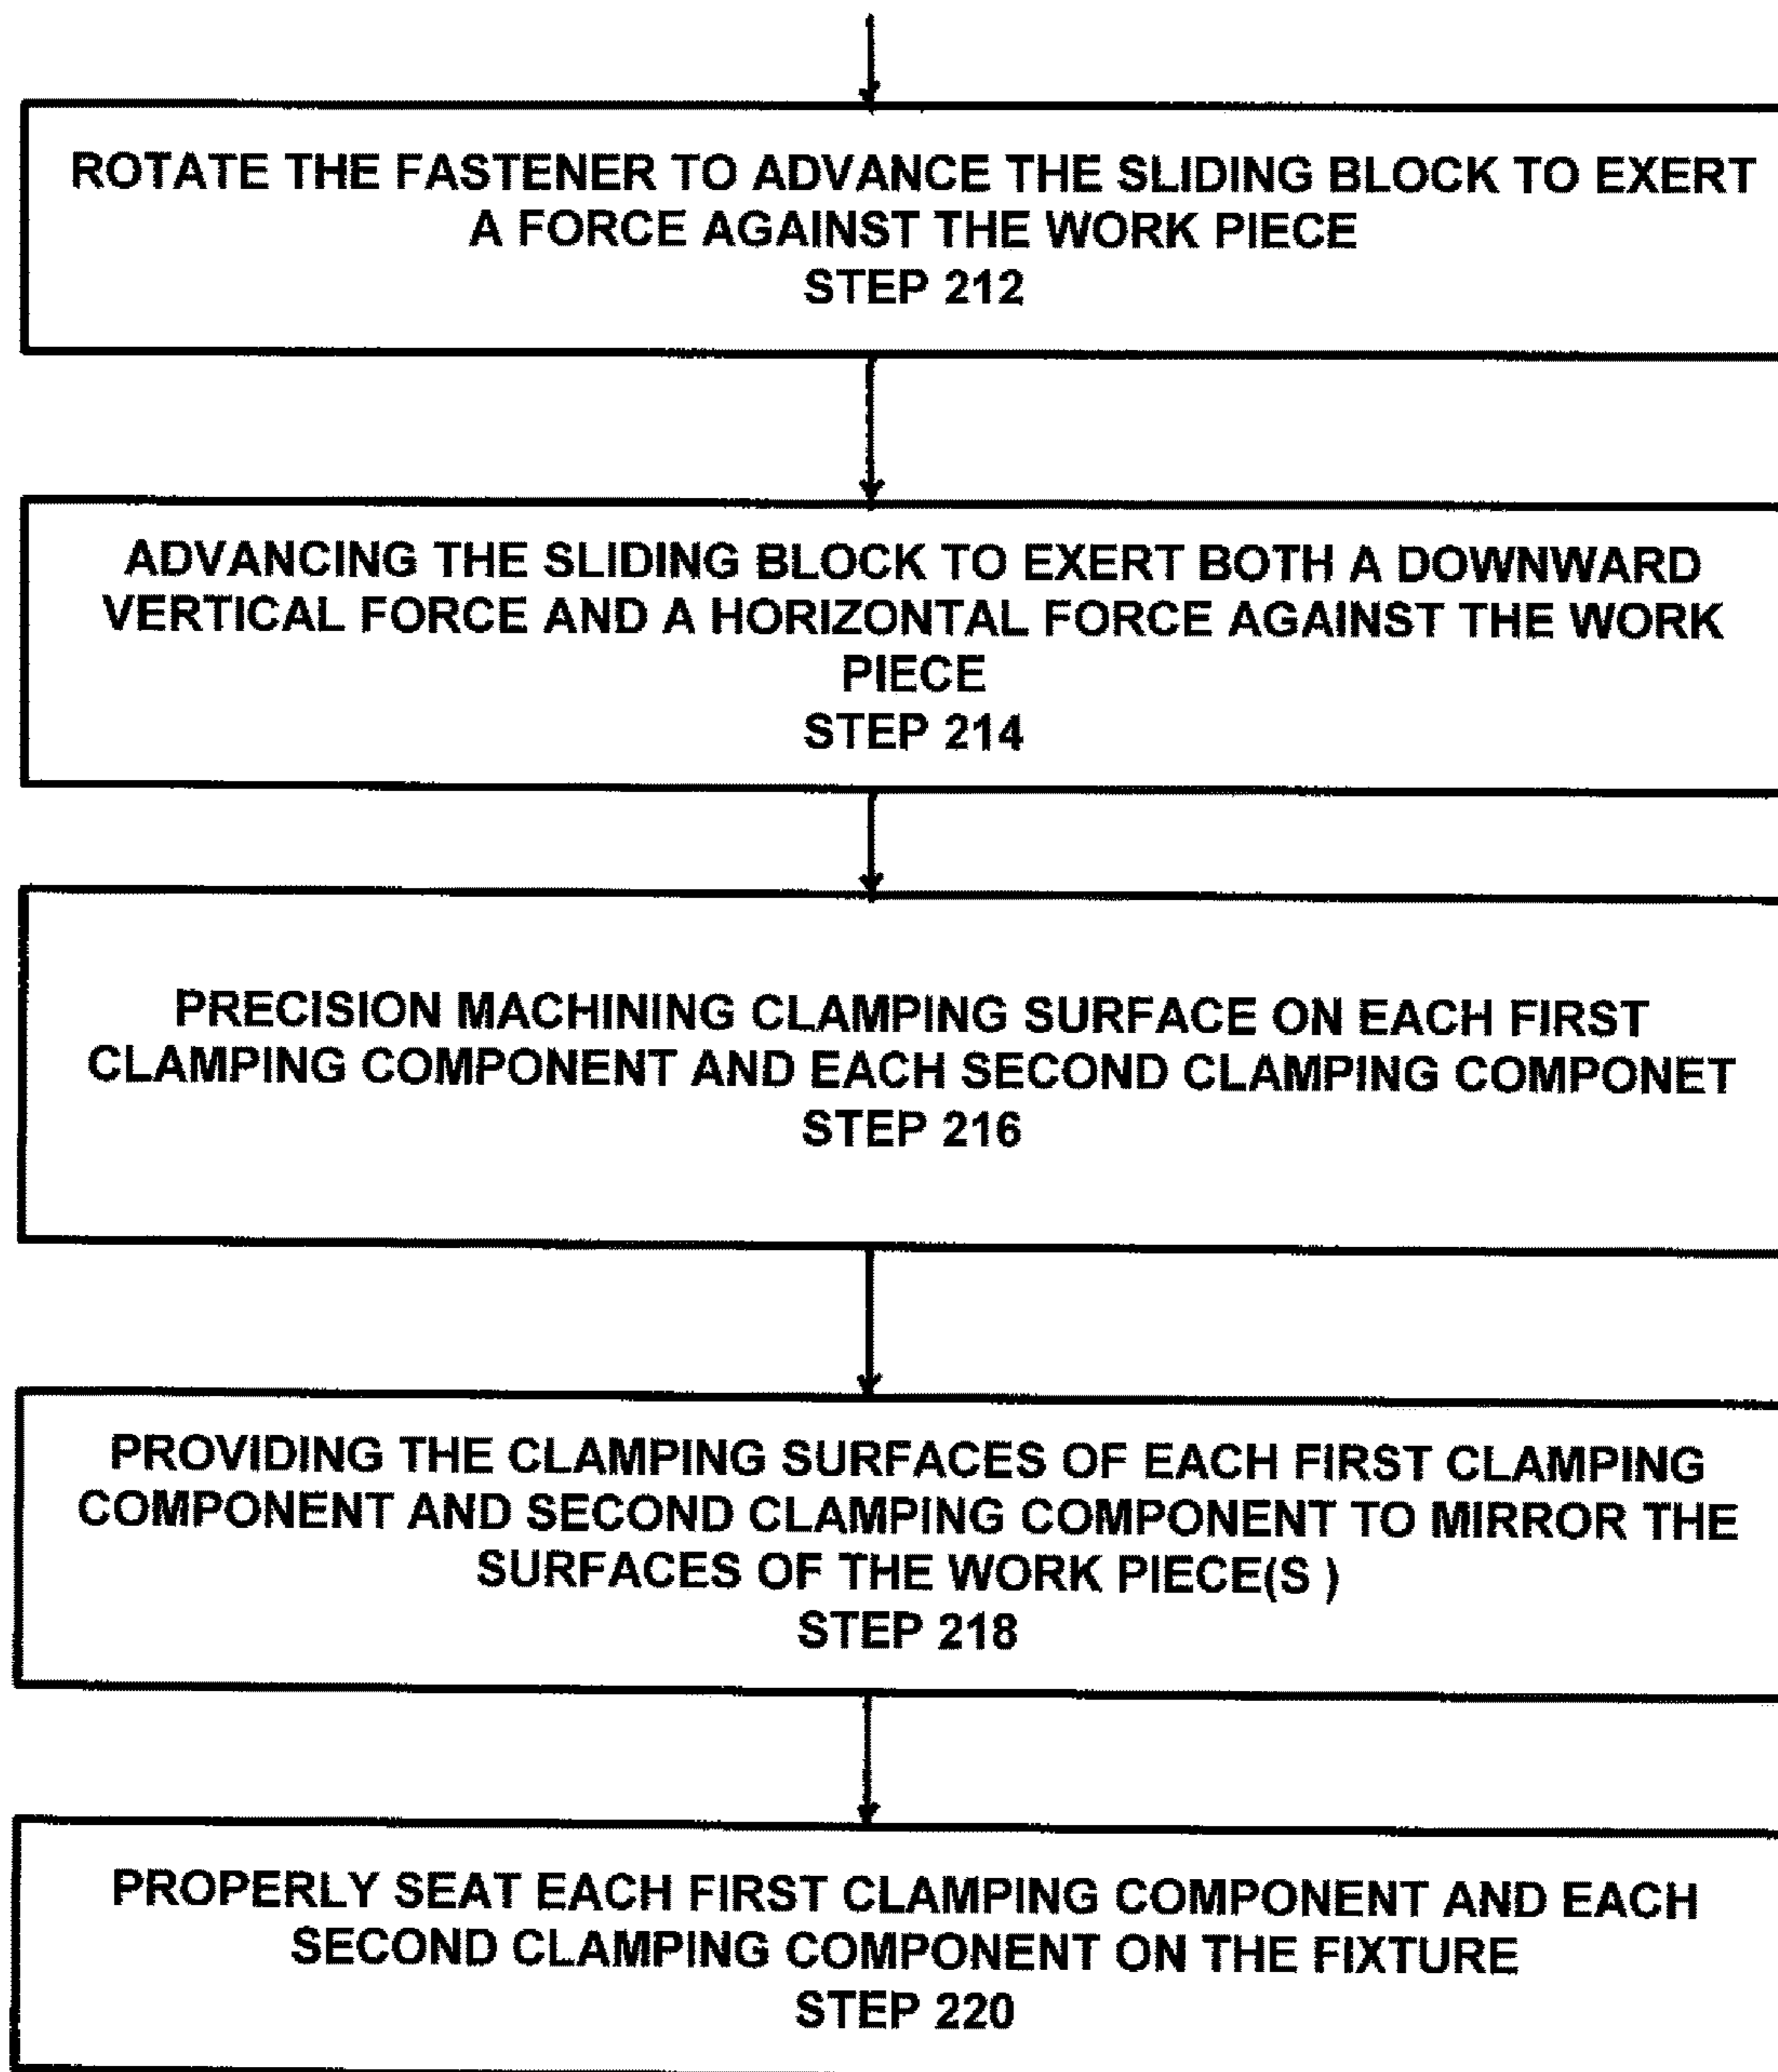 ROTATE THE FASTENER TO ADVANCE THE SLIDING BLOCK TO EXERT
A FORCE AGAINST THE WORK PIECE
STEP 212
ADVANCING THE SLIDING BLOCK TO EXERT BOTH A DOWNWARD
VERTICAL FORCE AND A HORIZONTAL FORCE AGAINST THE WORK
PIECE
STEP 214
PRECISION MACHINING CLAMPING SURFACE ON EACH FIRST
CLAMPING COMPONENT AND EACH SECOND CLAMPING COMPONET
STEP 216
PROVIDING THE CLAMPING SURFACES OF EACH FIRST CLAMPING
COMPONENT AND SECOND CLAMPING COMPONENT TO MIRROR THE
SURFACES OF THE WORK PIECE(S )
STEP 218
PROPERLY SEAT EACH FIRST CLAMPING COMPONENT AND EACH
SECOND CLAMPING COMPONENT ON THE FIXTURE
STEP 220